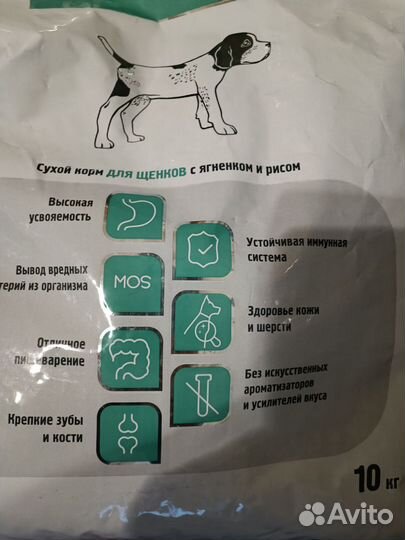 Сухой корм для щенков с ягненком и рисом
Высокая
усвояемость
Устойчивая иммунная
система
Вывод вредных
терий из организма
MOS
Здоровье кожи
и шерсти
Отличное
пищеварение
Без искусственных
ароматизаторов
и усилителей вкуса
Крепкие зубы
и кости
10 кг
Avito